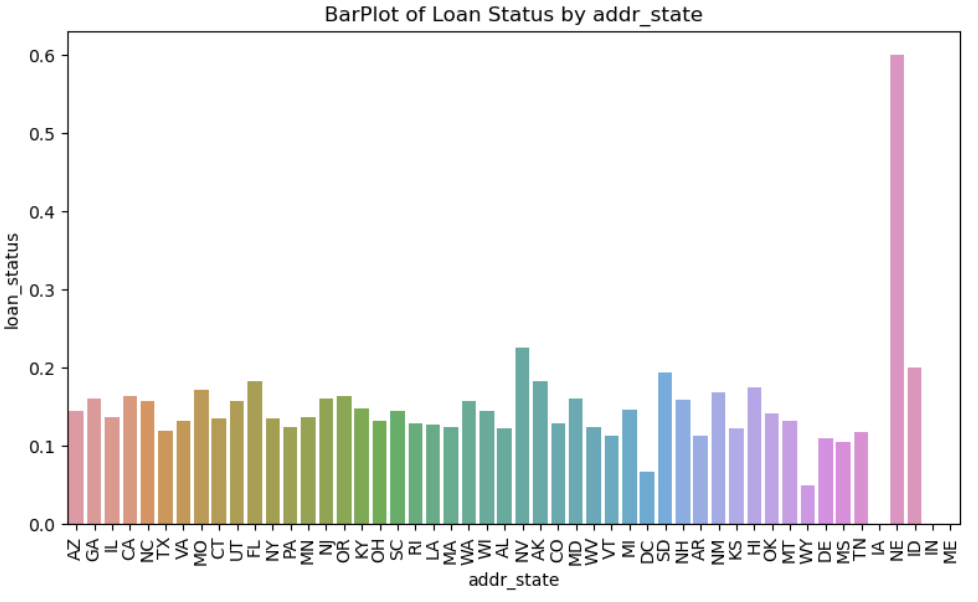 BarPlot of Loan Status by addr_state
loan_status
0.6
0.5
0.4
0.3
0.2
0.1
0.0
AZ GA IL CA NC TX VA MO CT UT FL NY PA MN NJ OR KY OH SC RI LA MA WA WI AL NV AK CO MD WV VT MI DC SD NH AR NM KS HI OK MT WY DE MS TN IA NE ID IN ME
addr_state